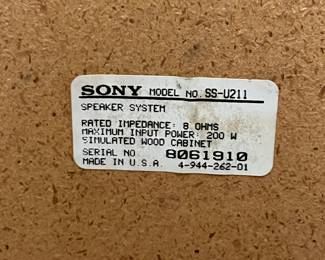 SONY MODEL NO. SS-U211
SPEAKER SYSTEM
RATED IMPEDANCE: 8 OHMS
MAXIMUM INPUT POWER: 200 W
SIMULATED WOOD CABINET
SERIAL NO 8061910
MADE IN U.S.A. 4-944-262-01